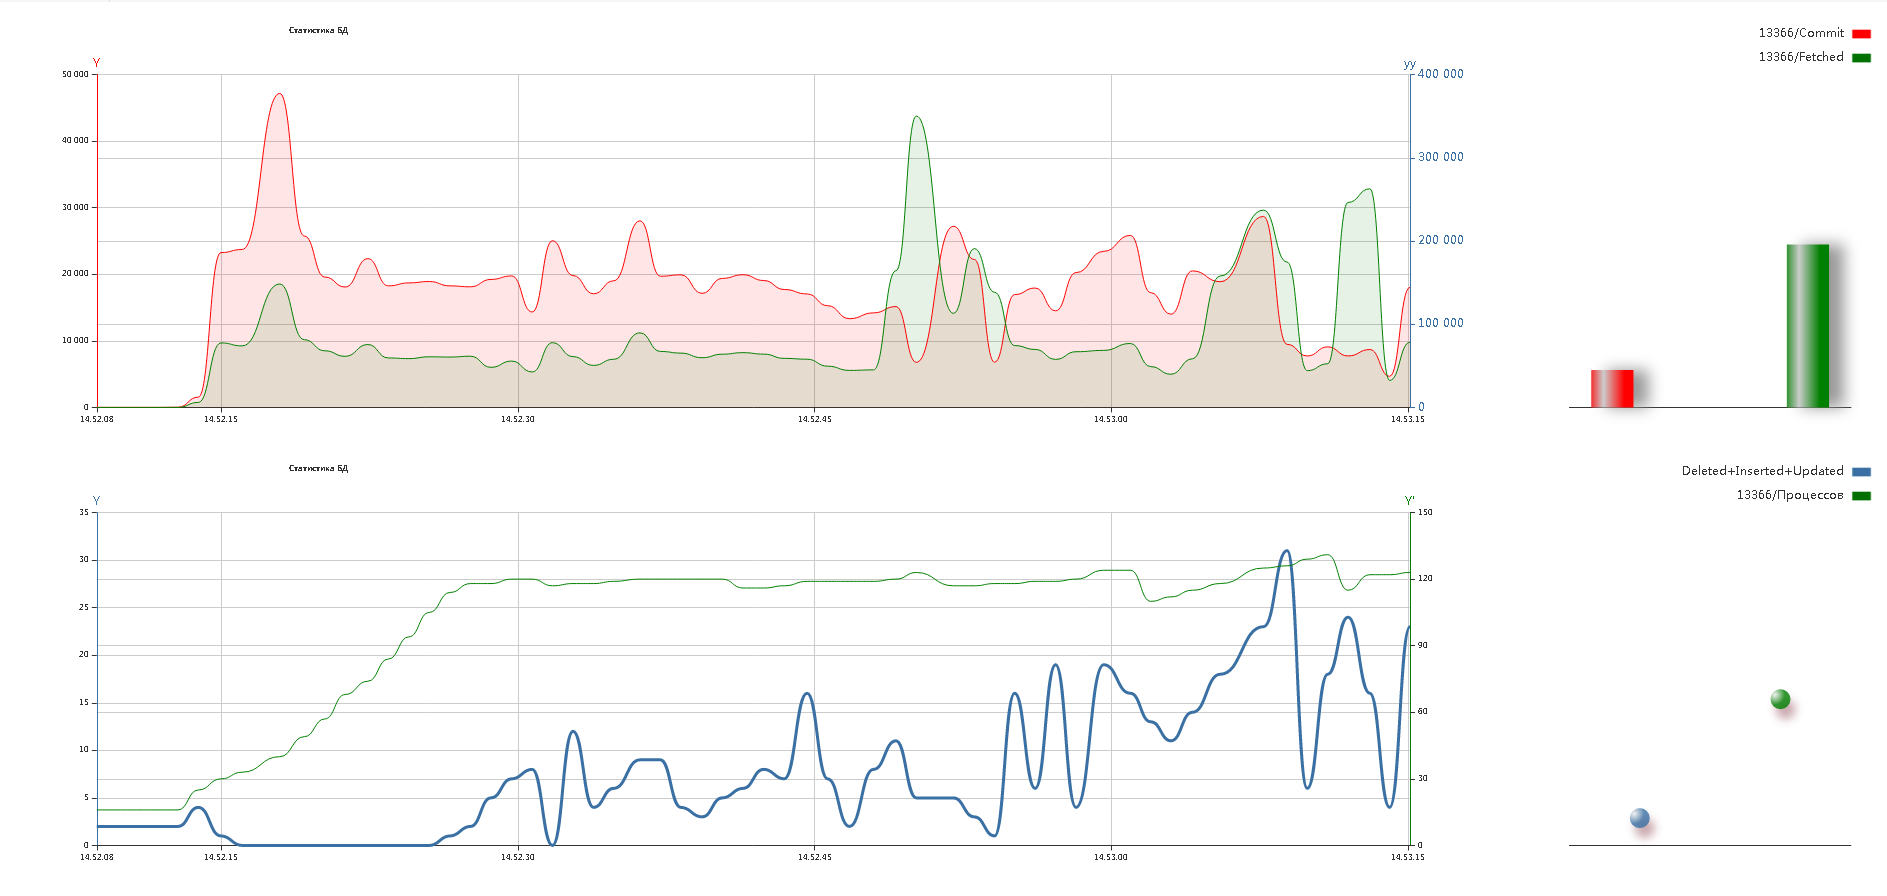 Статистика БД
13366/Commit
13366/Fetched
Y
yy
50 000
40 000
30 000
20 000
10 000
0
400 000
300 000
200 000
100 000
0
14.52.08 14.52.15 14.52.30 14.52.45 14.53.00 14.53.15
Статистика БД
Deleted+Inserted+Updated
13366/Процессов
Y
Y'
35
30
25
20
15
10
5
0
150
120
90
60
30
0
14.52.08 14.52.15 14.52.30 14.52.45 14.53.00 14.53.15